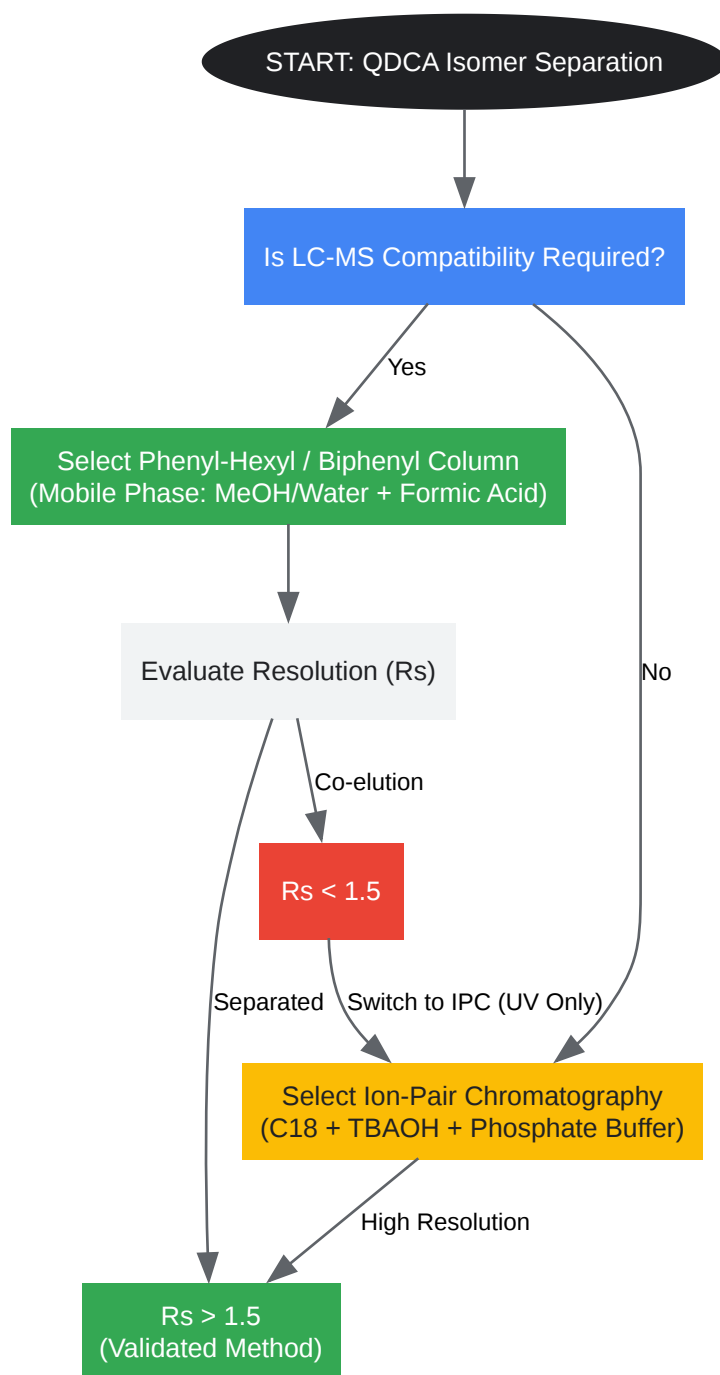 START: QDCA Isomer Separation
Is LC-MS Compatibility Required?
Yes
Select Phenyl-Hexyl / Biphenyl Column
(Mobile Phase: MeOH/Water + Formic Acid)
Evaluate Resolution (Rs)
No
Co-elution
Rs < 1.5
Separated
Switch to IPC (UV Only)
Select Ion-Pair Chromatography
(C18 + TBAOH + Phosphate Buffer)
High Resolution
Rs > 1.5
(Validated Method)